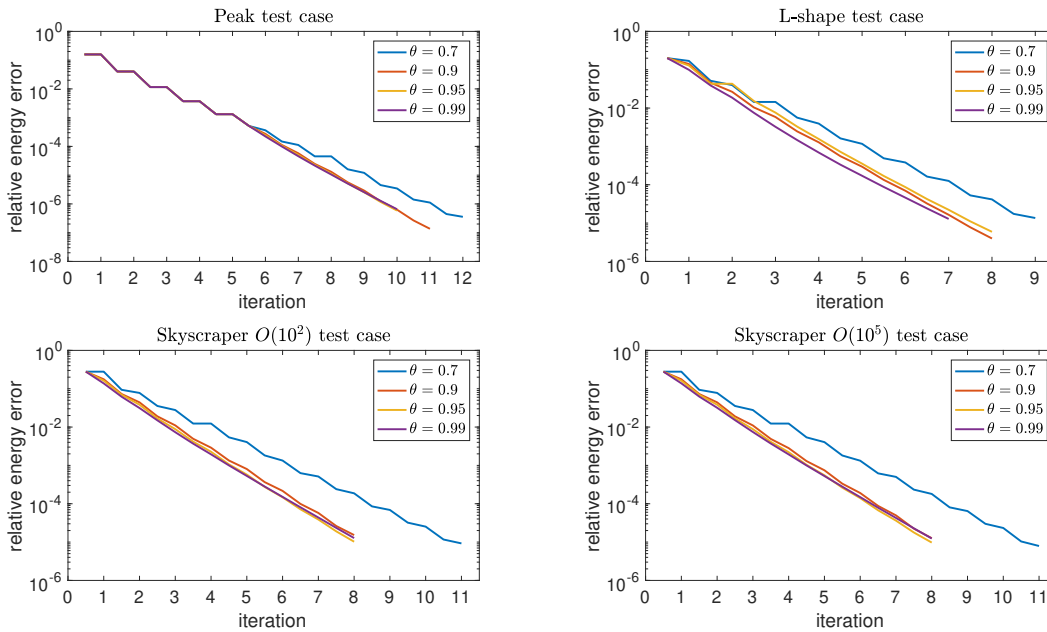 Peak test case
10^0
10^-2
10^-4
10^-6
10^-8
relative energy error
θ = 0.7
θ = 0.9
θ = 0.95
θ = 0.99
0 1 2 3 4 5 6 7 8 9 10 11 12
iteration
L-shape test case
10^0
10^-2
10^-4
10^-6
relative energy error
θ = 0.7
θ = 0.9
θ = 0.95
θ = 0.99
0 1 2 3 4 5 6 7 8 9
iteration
Skyscraper O(10^2) test case
10^0
10^-2
10^-4
10^-6
relative energy error
θ = 0.7
θ = 0.9
θ = 0.95
θ = 0.99
0 1 2 3 4 5 6 7 8 9 10 11
iteration
Skyscraper O(10^5) test case
10^0
10^-2
10^-4
10^-6
relative energy error
θ = 0.7
θ = 0.9
θ = 0.95
θ = 0.99
0 1 2 3 4 5 6 7 8 9 10 11
iteration